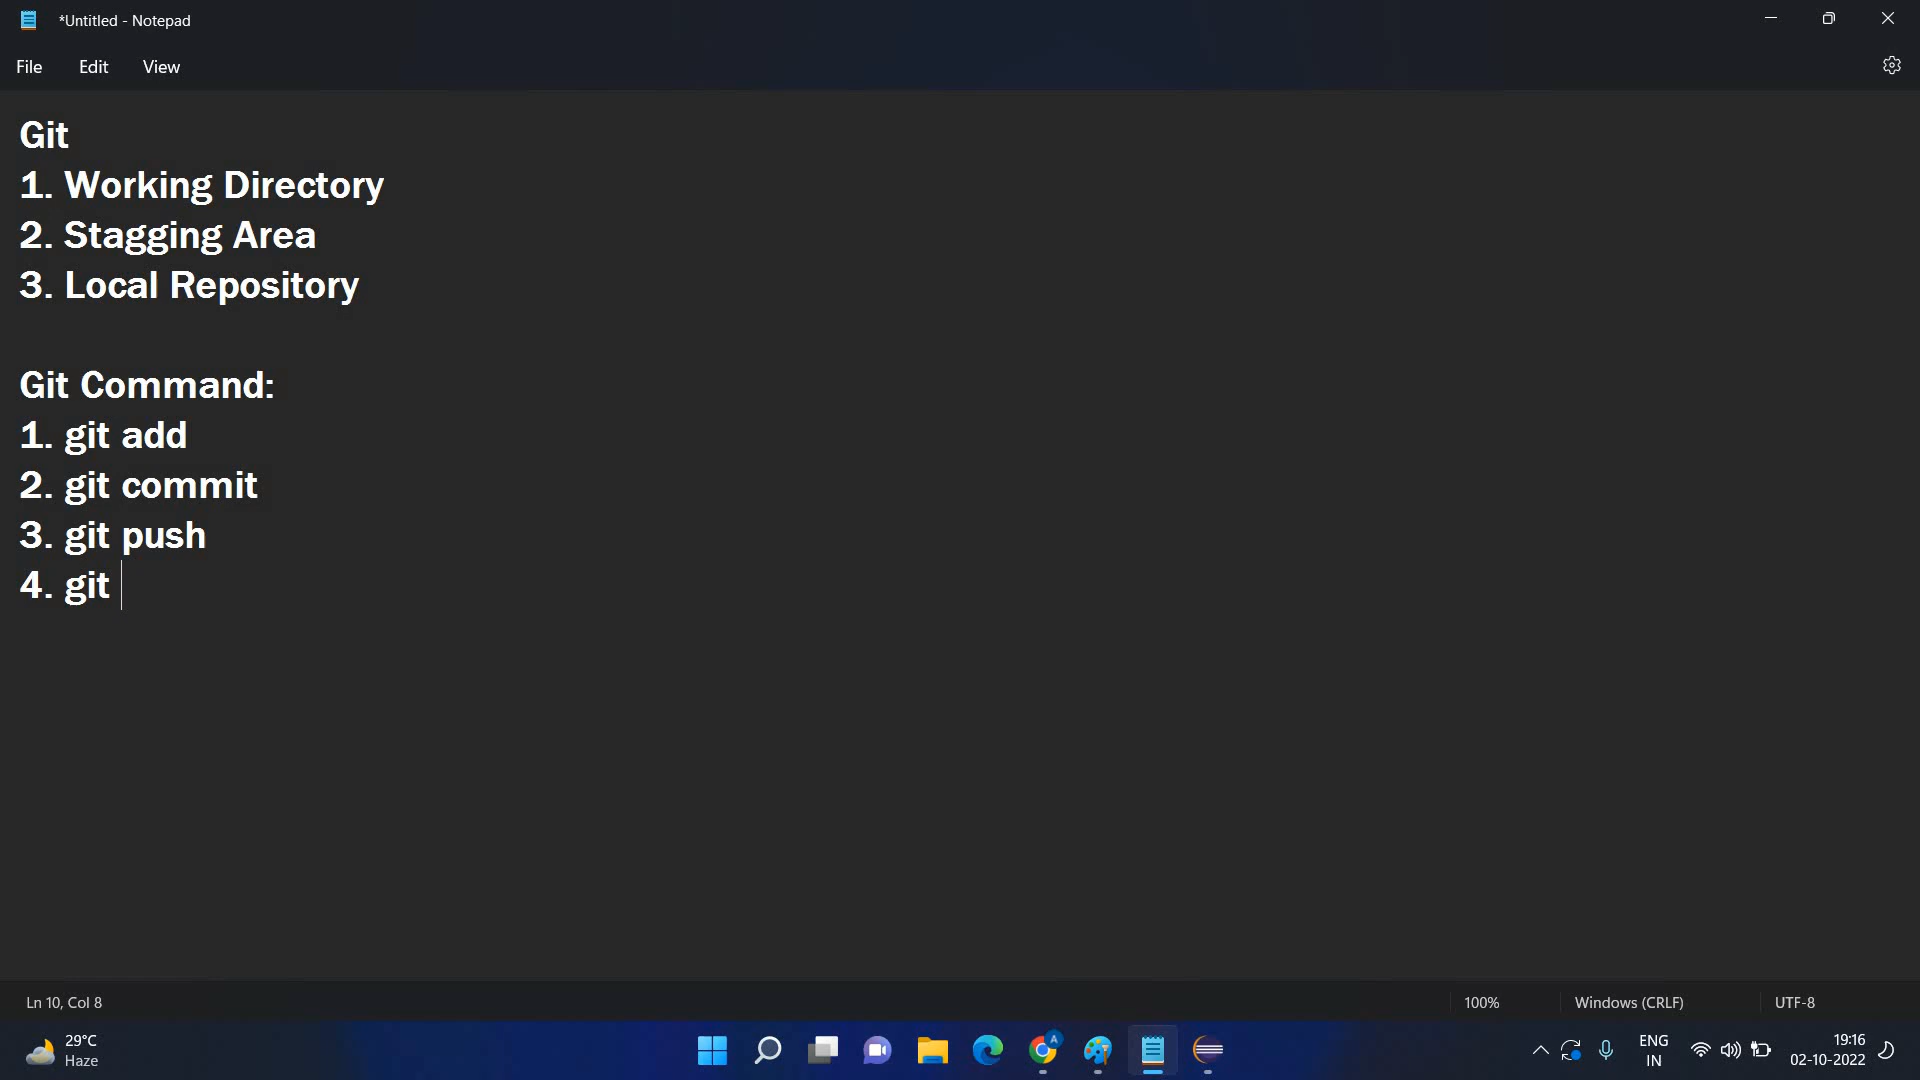 *Untitled - Notepad
File Edit View
Git
1. Working Directory
2. Stagging Area
3. Local Repository
Git Command:
1. git add
2. git commit
3. git push
4. git
Ln 10, Col 8 100% Windows (CRLF) UTF-8
29°C
Haze
A
ENG
IN
19:16
02-10-2022